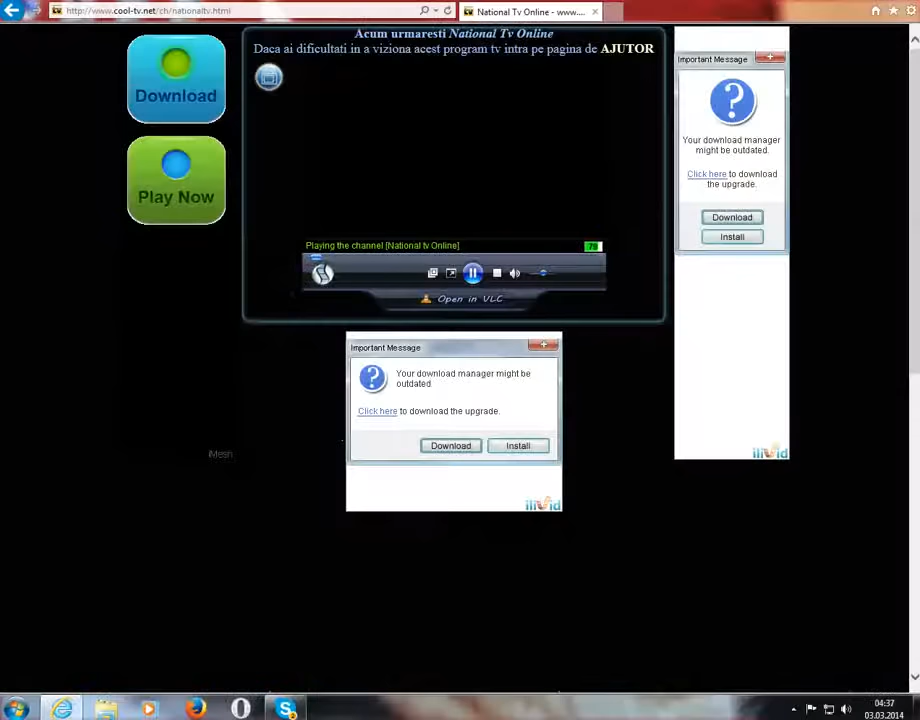 http://www.cool-tv.net/ch/nationaltv.html
National Tv Online - www....
Acum urmaresti National Tv Online
Daca ai dificultati in a viziona acest program tv intra pe pagina de AJUTOR
Download
Play Now
Playing the channel [National tv Online]
79
Open in VLC
Important Message
Your download manager
might be outdated.
Click here to download
the upgrade.
Download
Install
ilivid
Important Message
Your download manager might be
outdated
Click here to download the upgrade.
Download
Install
ilivid
iMesh
04:37
03.03.2014